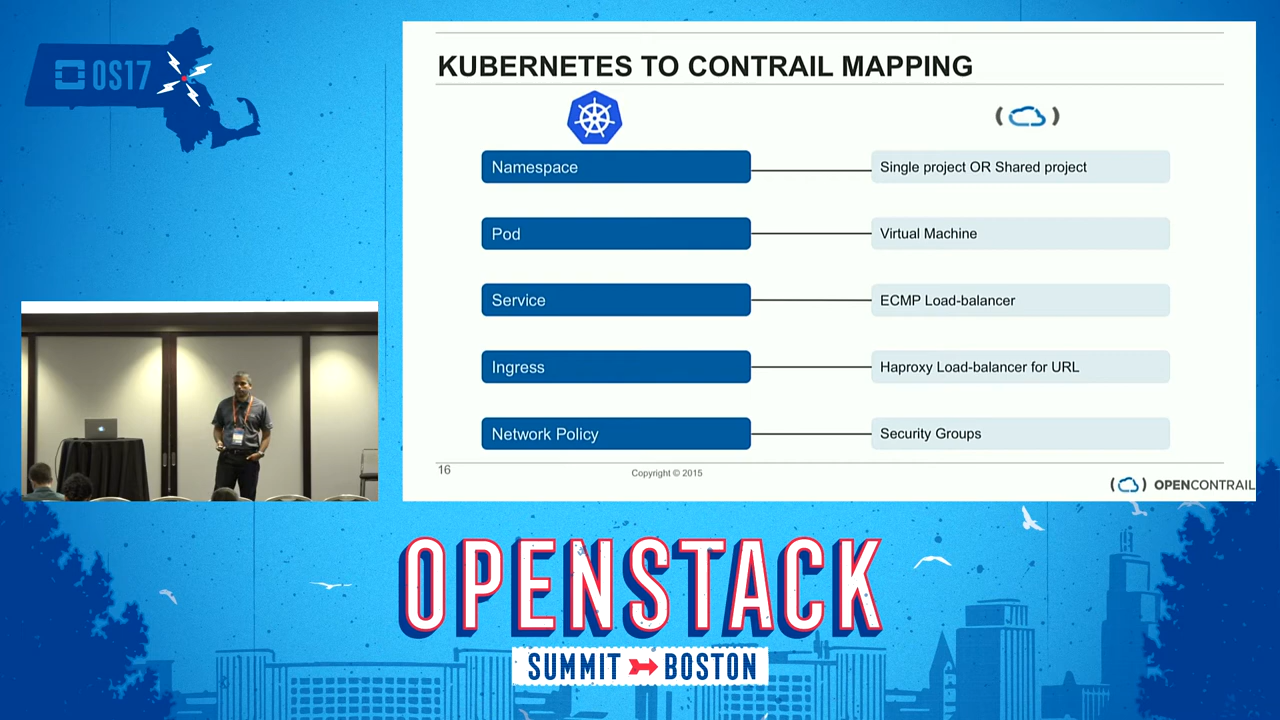 OS17
KUBERNETES TO CONTRAIL MAPPING
Namespace
Single project OR Shared project
Pod
Virtual Machine
Service
ECMP Load-balancer
Ingress
Haproxy Load-balancer for URL
Network Policy
Security Groups
16
Copyright © 2015
OPENCONTRAIL
OPENSTACK
SUMMIT BOSTON